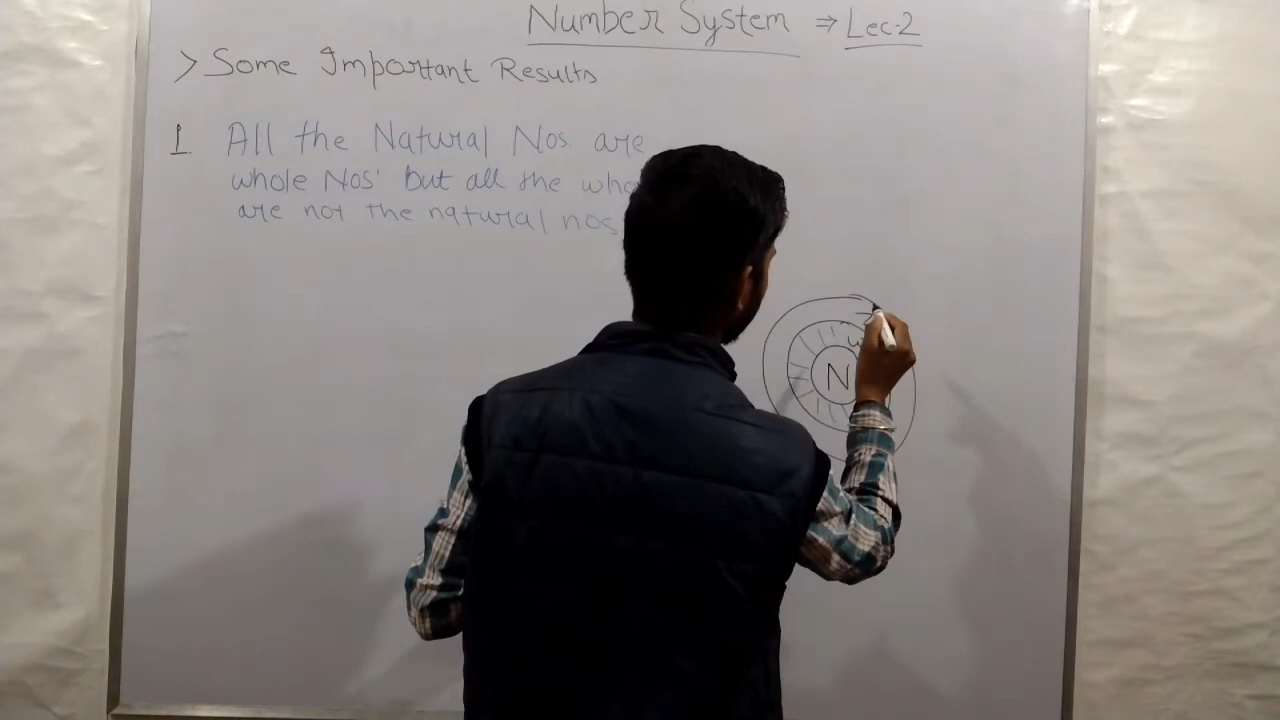 Number System ⇒ Lec-2
> Some Important Results
1. All the Natural Nos. are
whole Nos' but all the
are not the natural nos
W
N